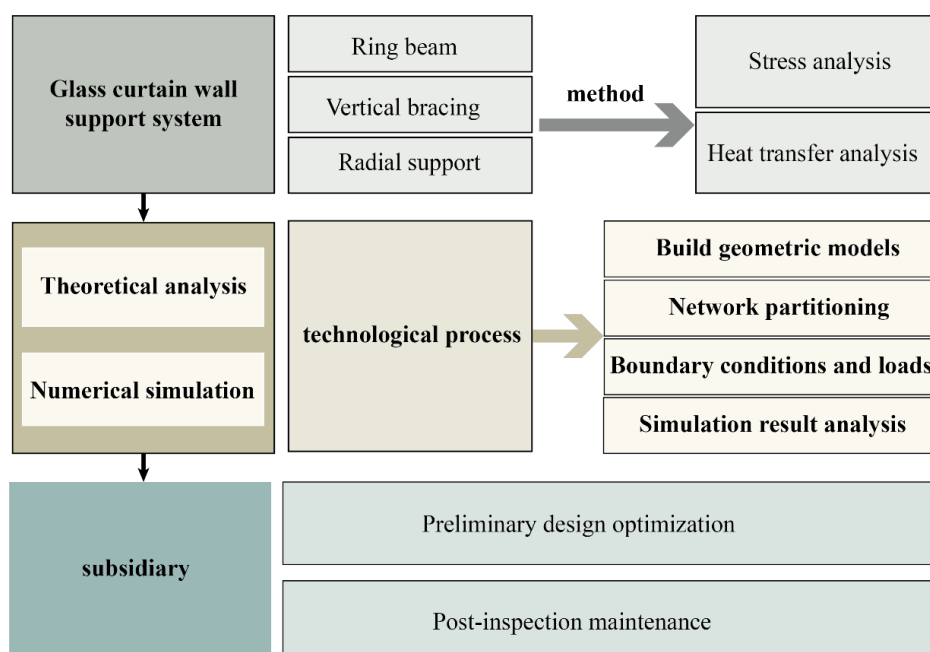 Glass curtain wall
support system
Ring beam
Vertical bracing
Radial support
method
Stress analysis
Heat transfer analysis
Theoretical analysis
Numerical simulation
technological process
Build geometric models
Network partitioning
Boundary conditions and loads
Simulation result analysis
subsidiary
Preliminary design optimization
Post-inspection maintenance